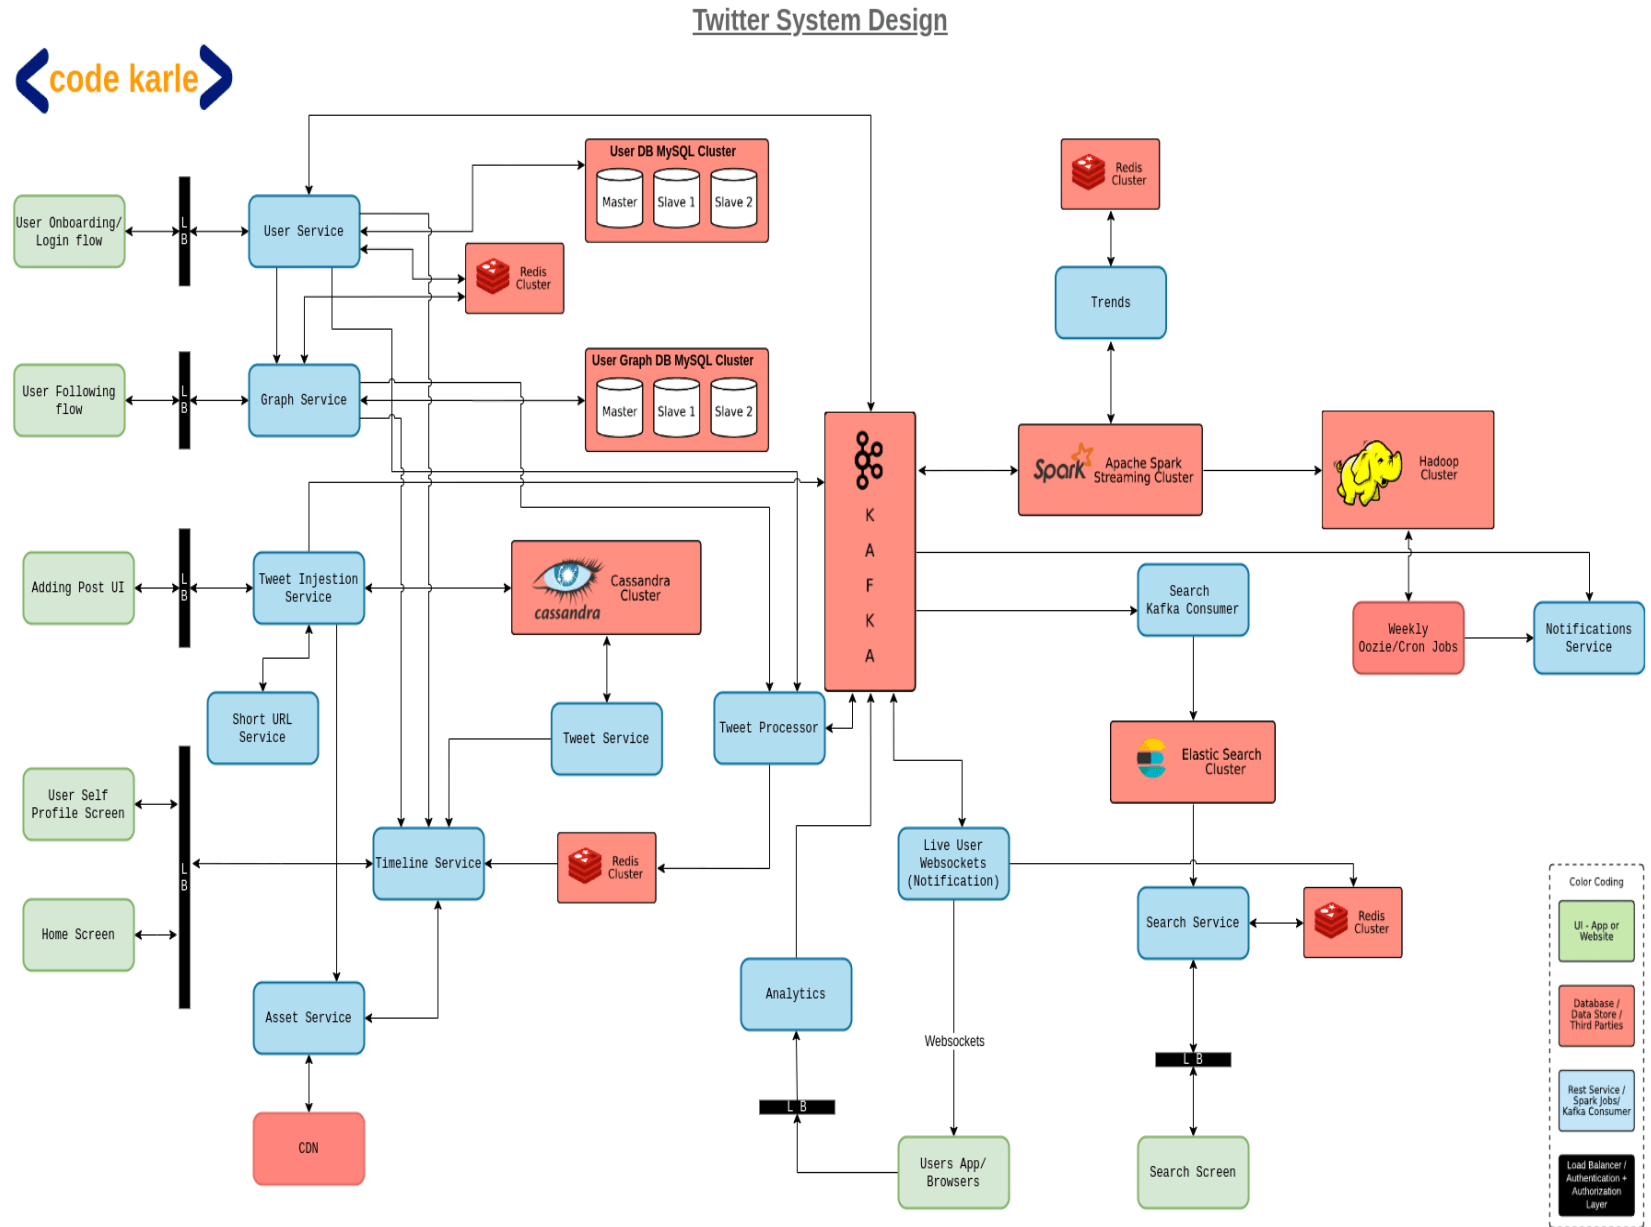 Twitter System Design
code karle
User DB MySQL Cluster
Master
Slave 1
Slave 2
Redis
Cluster
User Onboarding/
Login flow
L
B
User Service
Redis
Cluster
Trends
User Following
flow
L
B
Graph Service
User Graph DB MySQL Cluster
Master
Slave 1
Slave 2
K
A
F
K
A
Spark
Apache Spark
Streaming Cluster
Hadoop
Cluster
Adding Post UI
L
B
Tweet Injestion
Service
cassandra
Cassandra
Cluster
Search
Kafka Consumer
Weekly
Oozie/Cron Jobs
Notifications
Service
Short URL
Service
Tweet Service
Tweet Processor
Elastic Search
Cluster
User Self
Profile Screen
L
B
Timeline Service
Redis
Cluster
Live User
Websockets
(Notification)
Home Screen
Search Service
Redis
Cluster
Asset Service
Analytics
Websockets
L B
L B
CDN
Users App/
Browsers
Search Screen
Color Coding
UI - App or
Website
Database /
Data Store /
Third Parties
Rest Service /
Spark Jobs/
Kafka Consumer
Load Balancer /
Authentication +
Authorization
Layer